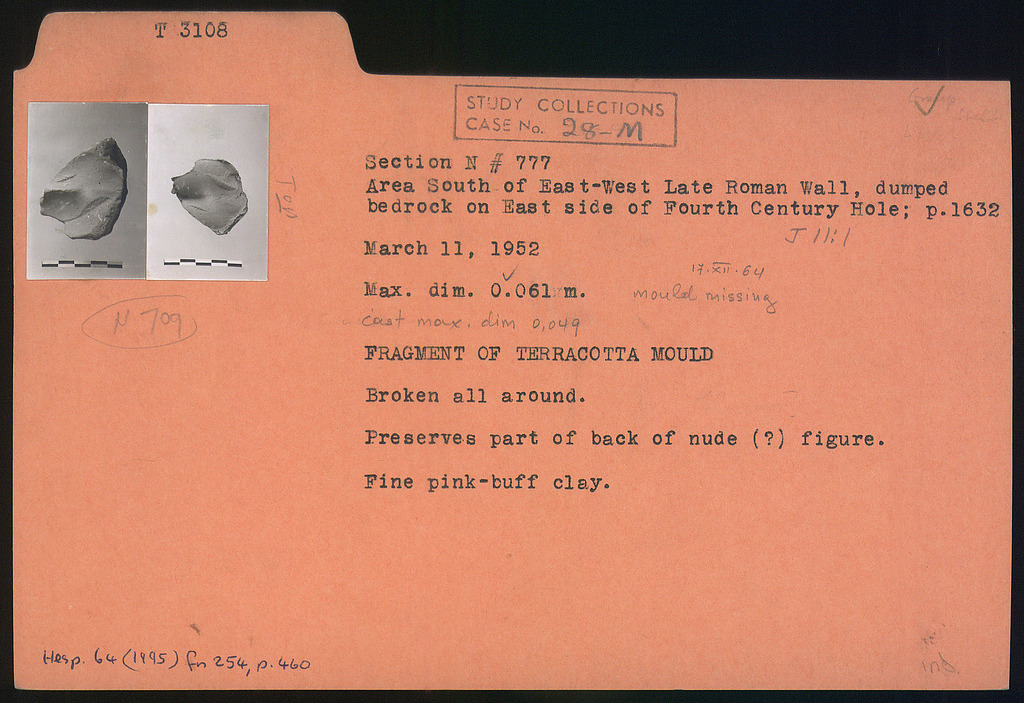 T 3108
STUDY COLLECTIONS
CASE No. 28-M
Section N # 777
Area South of East-West Late Roman Wall, dumped
bedrock on East side of Fourth Century Hole; p.1632
J 11:1
March 11, 1952
17.XII.64
Max. dim. 0.061 m.
mould missing
cast max. dim 0,049
FRAGMENT OF TERRACOTTA MOULD
Broken all around.
Preserves part of back of nude (?) figure.
Fine pink-buff clay.
TOP
N 709
Hesp. 64 (1995) fn 254, p. 460
ind.